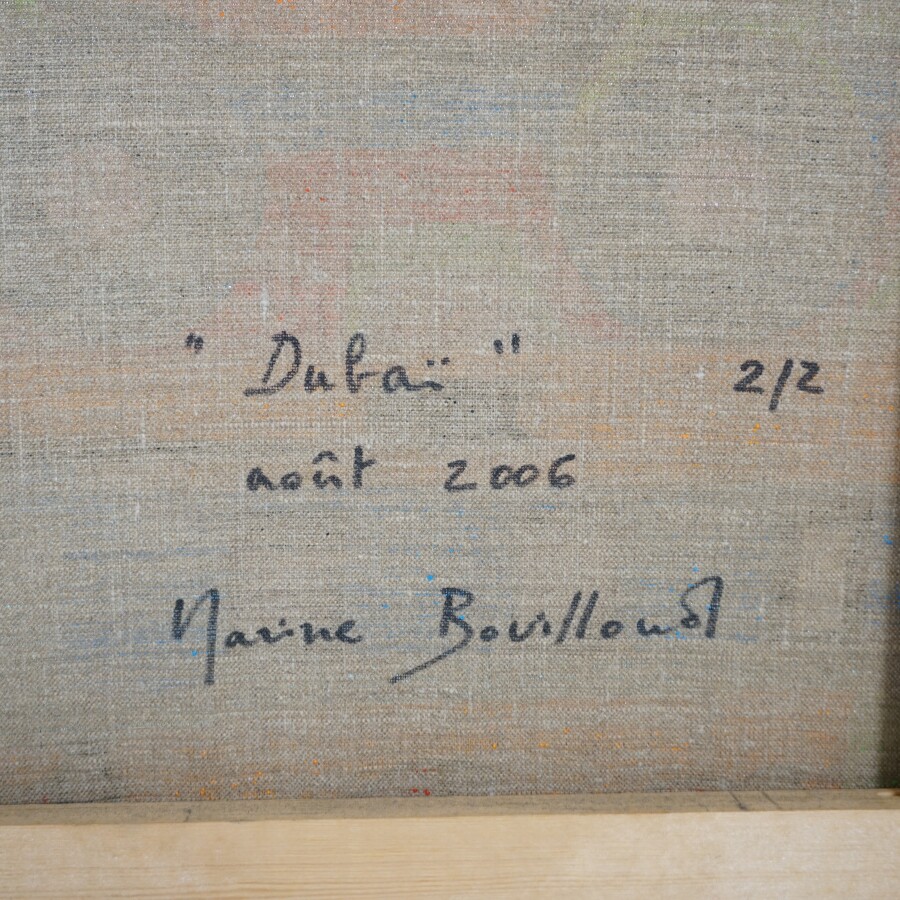 " Dubaï " 2/2
août 2006
Marine Bouilloud